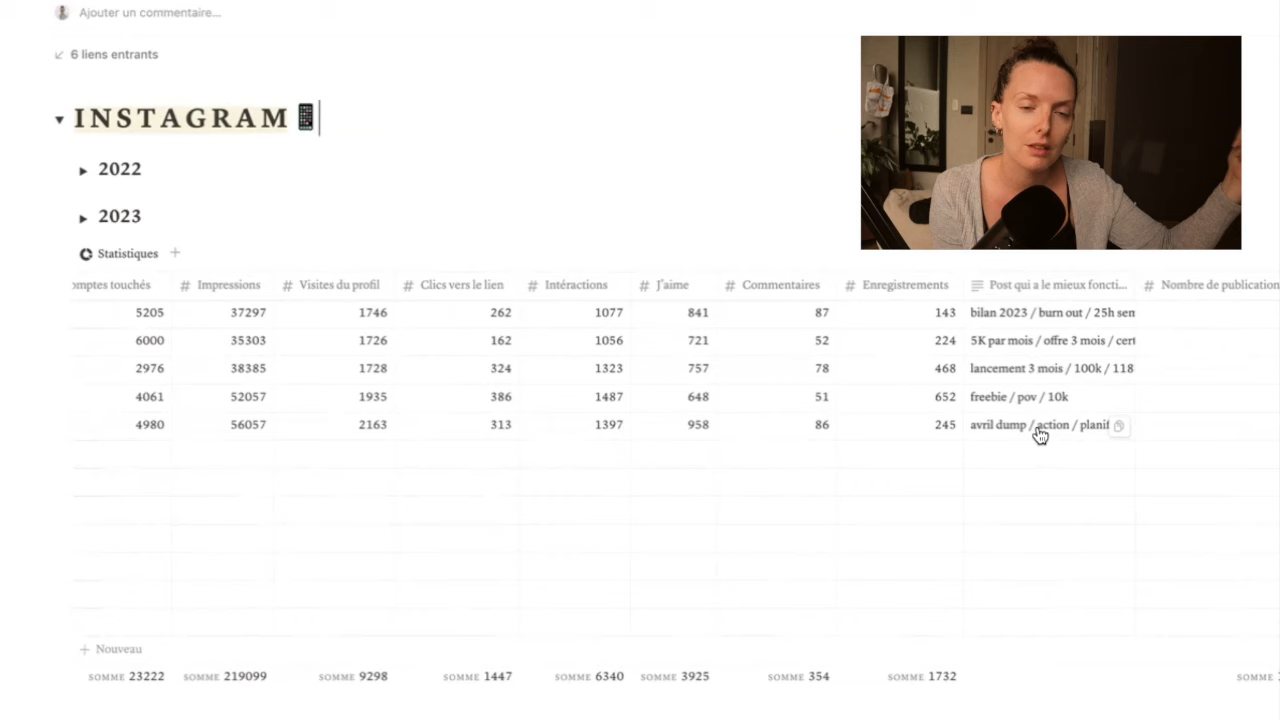 Ajouter un commentaire...
6 liens entrants
INSTAGRAM
2022
2023
Statistiques
omptes touchés # Impressions # Visites du profil # Clics vers le lien # Intéractions # J'aime # Commentaires # Enregistrements Post qui a le mieux foncti... # Nombre de publication
5205 37297 1746 262 1077 841 87 143 bilan 2023 / burn out / 25h sem
6000 35303 1726 162 1056 721 52 224 5K par mois / offre 3 mois / cert
2976 38385 1728 324 1323 757 78 468 lancement 3 mois / 100k / 118
4061 52057 1935 386 1487 648 51 652 freebie / pov / 10k
4980 56057 2163 313 1397 958 86 245 avril dump / action / planif
+ Nouveau
SOMME 23222 SOMME 219099 SOMME 9298 SOMME 1447 SOMME 6340 SOMME 3925 SOMME 354 SOMME 1732 SOMME